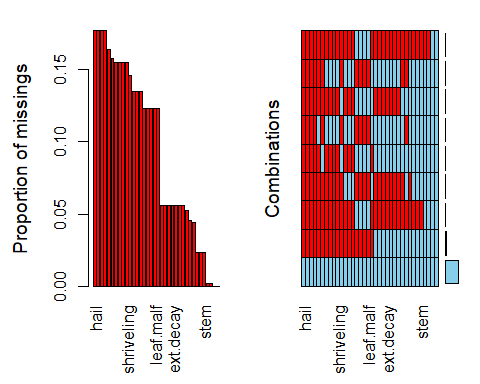 Proportion of missings
0.00
0.05
0.10
0.15
hail
shriveling
leaf.malf
ext.decay
stem
Combinations
hail
shriveling
leaf.malf
ext.decay
stem